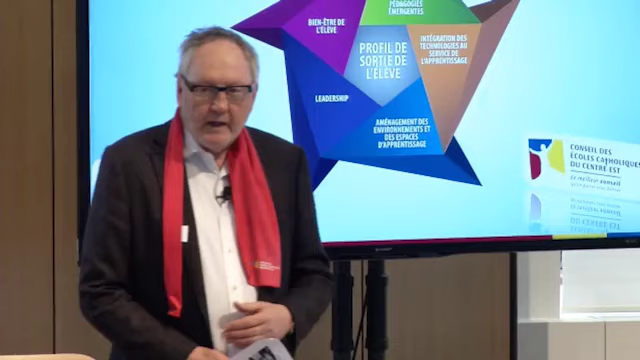 PÉDAGOGIES
ÉMERGENTES
BIEN-ÊTRE DE
L'ÉLÈVE
PROFIL DE
SORTIE DE
L'ÉLÈVE
INTÉGRATION DES
TECHNOLOGIES AU
SERVICE DE
L'APPRENTISSAGE
LEADERSHIP
AMÉNAGEMENT DES
ENVIRONNEMENTS ET
DES ESPACES
D'APPRENTISSAGE
CONSEIL DES
ÉCOLES CATHOLIQUES
DU CENTRE-EST
Le meilleur conseil